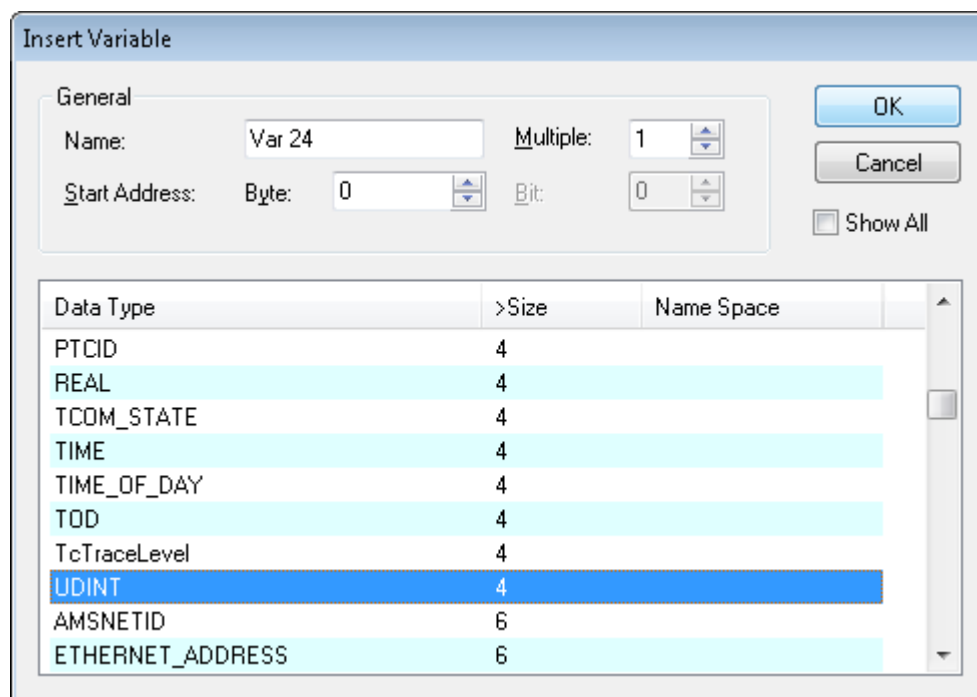 Insert Variable
General
Name: Var 24 Multiple: 1
Start Address: Byte: 0 Bit: 0
OK
Cancel
Show All
Data Type >Size Name Space
PTCID 4
REAL 4
TCOM_STATE 4
TIME 4
TIME_OF_DAY 4
TOD 4
TcTraceLevel 4
UDINT 4
AMSNETID 6
ETHERNET_ADDRESS 6